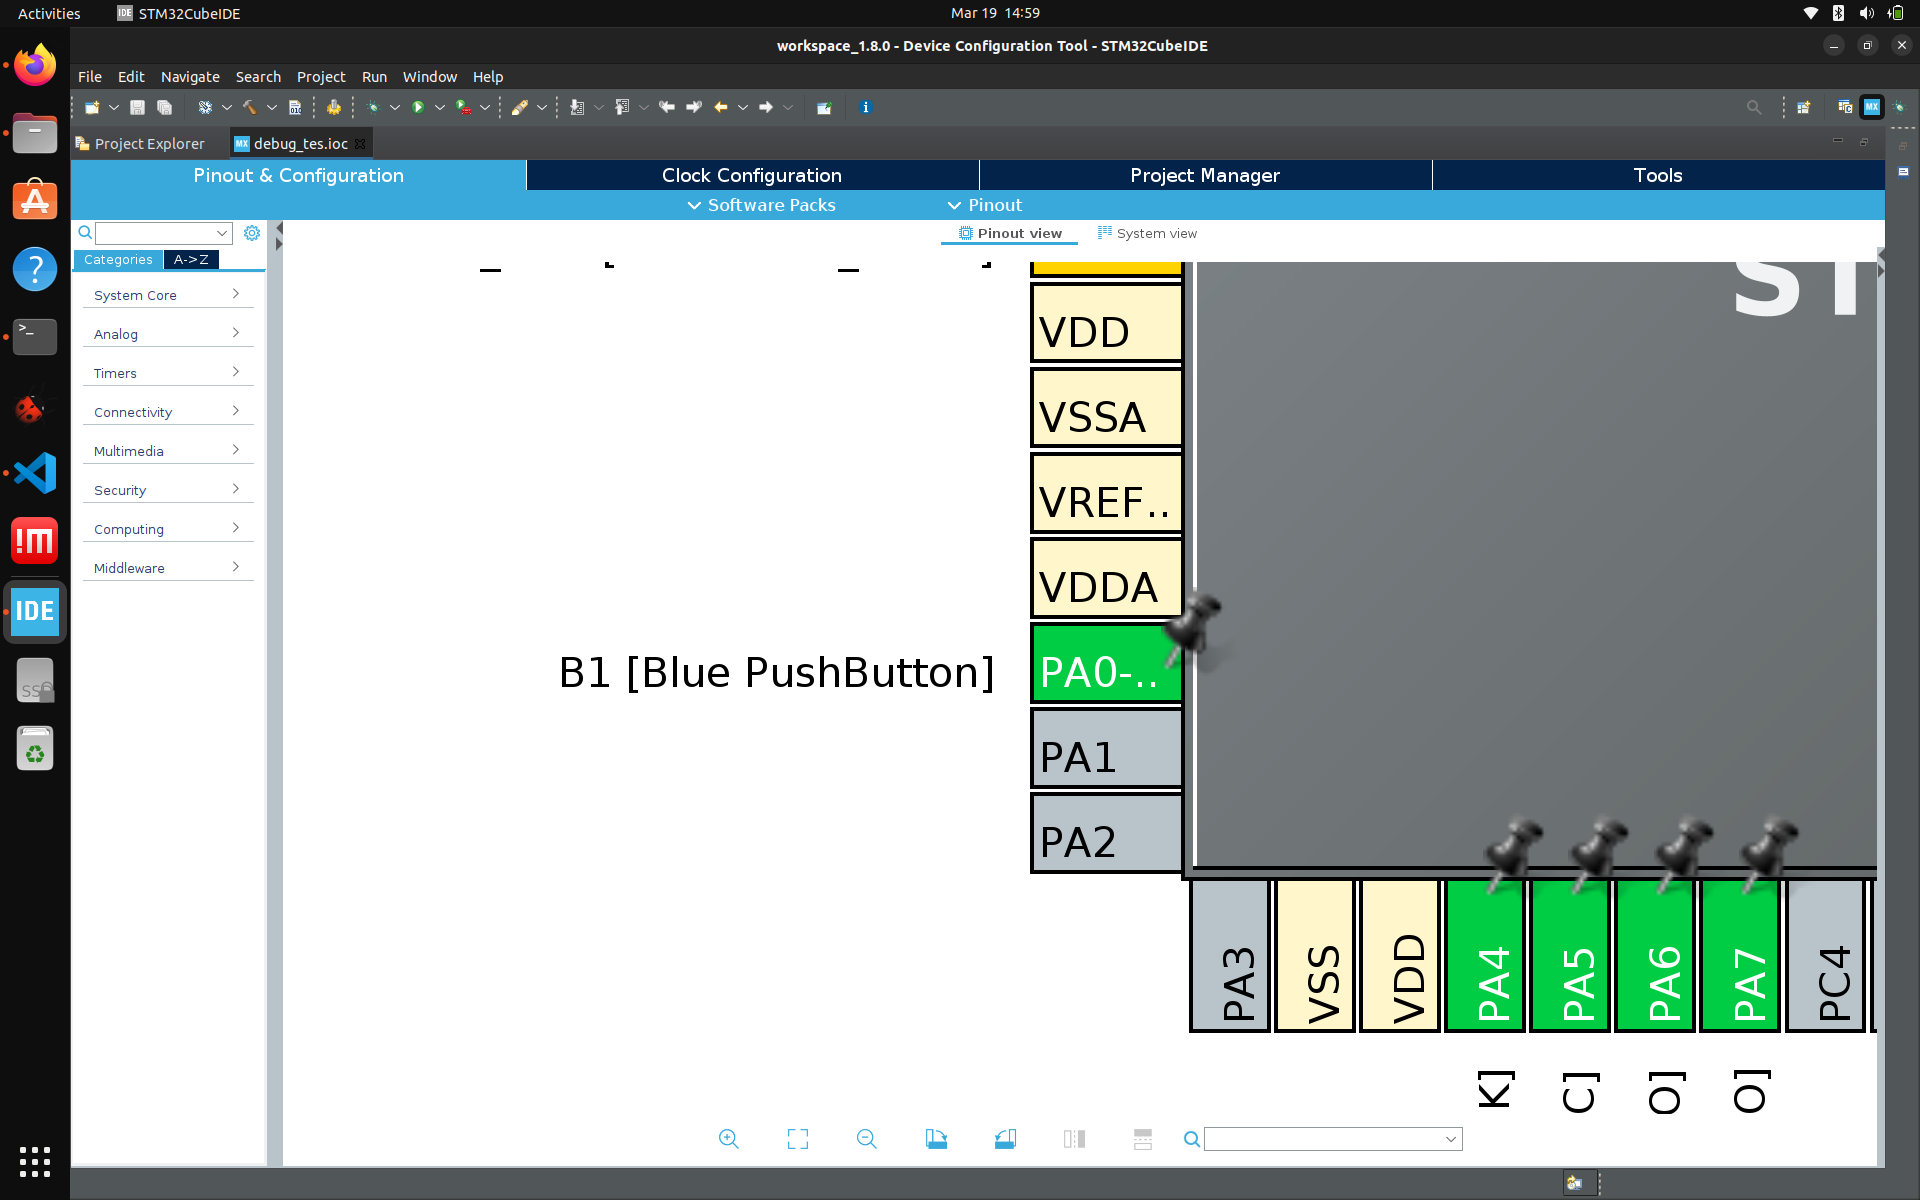 Activities
STM32CubeIDE
Mar 19 14:59
workspace_1.8.0 - Device Configuration Tool - STM32CubeIDE
File Edit Navigate Search Project Run Window Help
Project Explorer
MX debug_tes.ioc
Pinout & Configuration
Clock Configuration
Project Manager
Tools
Software Packs
Pinout
Pinout view
System view
Categories
A->Z
System Core
Analog
Timers
Connectivity
Multimedia
Security
Computing
Middleware
ST
VDD
VSSA
VREF..
VDDA
B1 [Blue PushButton]
PA0-..
PA1
PA2
PA3
VSS
VDD
PA4
PA5
PA6
PA7
PC4
K]
C]
O]
O]
IDE
MX